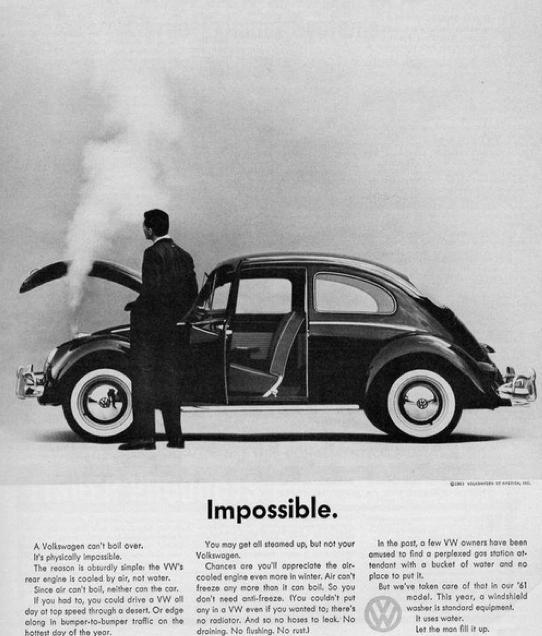 ©1961 VOLKSWAGEN OF AMERICA, INC.
Impossible.
A Volkswagen can't boil over.
It's physically impossible.
The reason is absurdly simple: the VW's
rear engine is cooled by air, not water.
Since air can't boil, neither can the car.
If you had to, you could drive a VW all
day at top speed through a desert. Or edge
along in bumper-to-bumper traffic on the
hottest day of the year.
You may get all steamed up, but not your
Volkswagen.
Chances are you'll appreciate the air-
cooled engine even more in winter. Air can't
freeze any more than it can boil. So you
don't need anti-freeze. (You couldn't put
any in a VW even if you wanted to; there's
no radiator. And so no hoses to leak. No
draining. No flushing. No rust.)
In the past, a few VW owners have been
amused to find a perplexed gas station at-
tendant with a bucket of water and no
place to put it.
But we've taken care of that in our '61
model. This year, a windshield
washer is standard equipment.
It uses water.
Let the man fill it up.